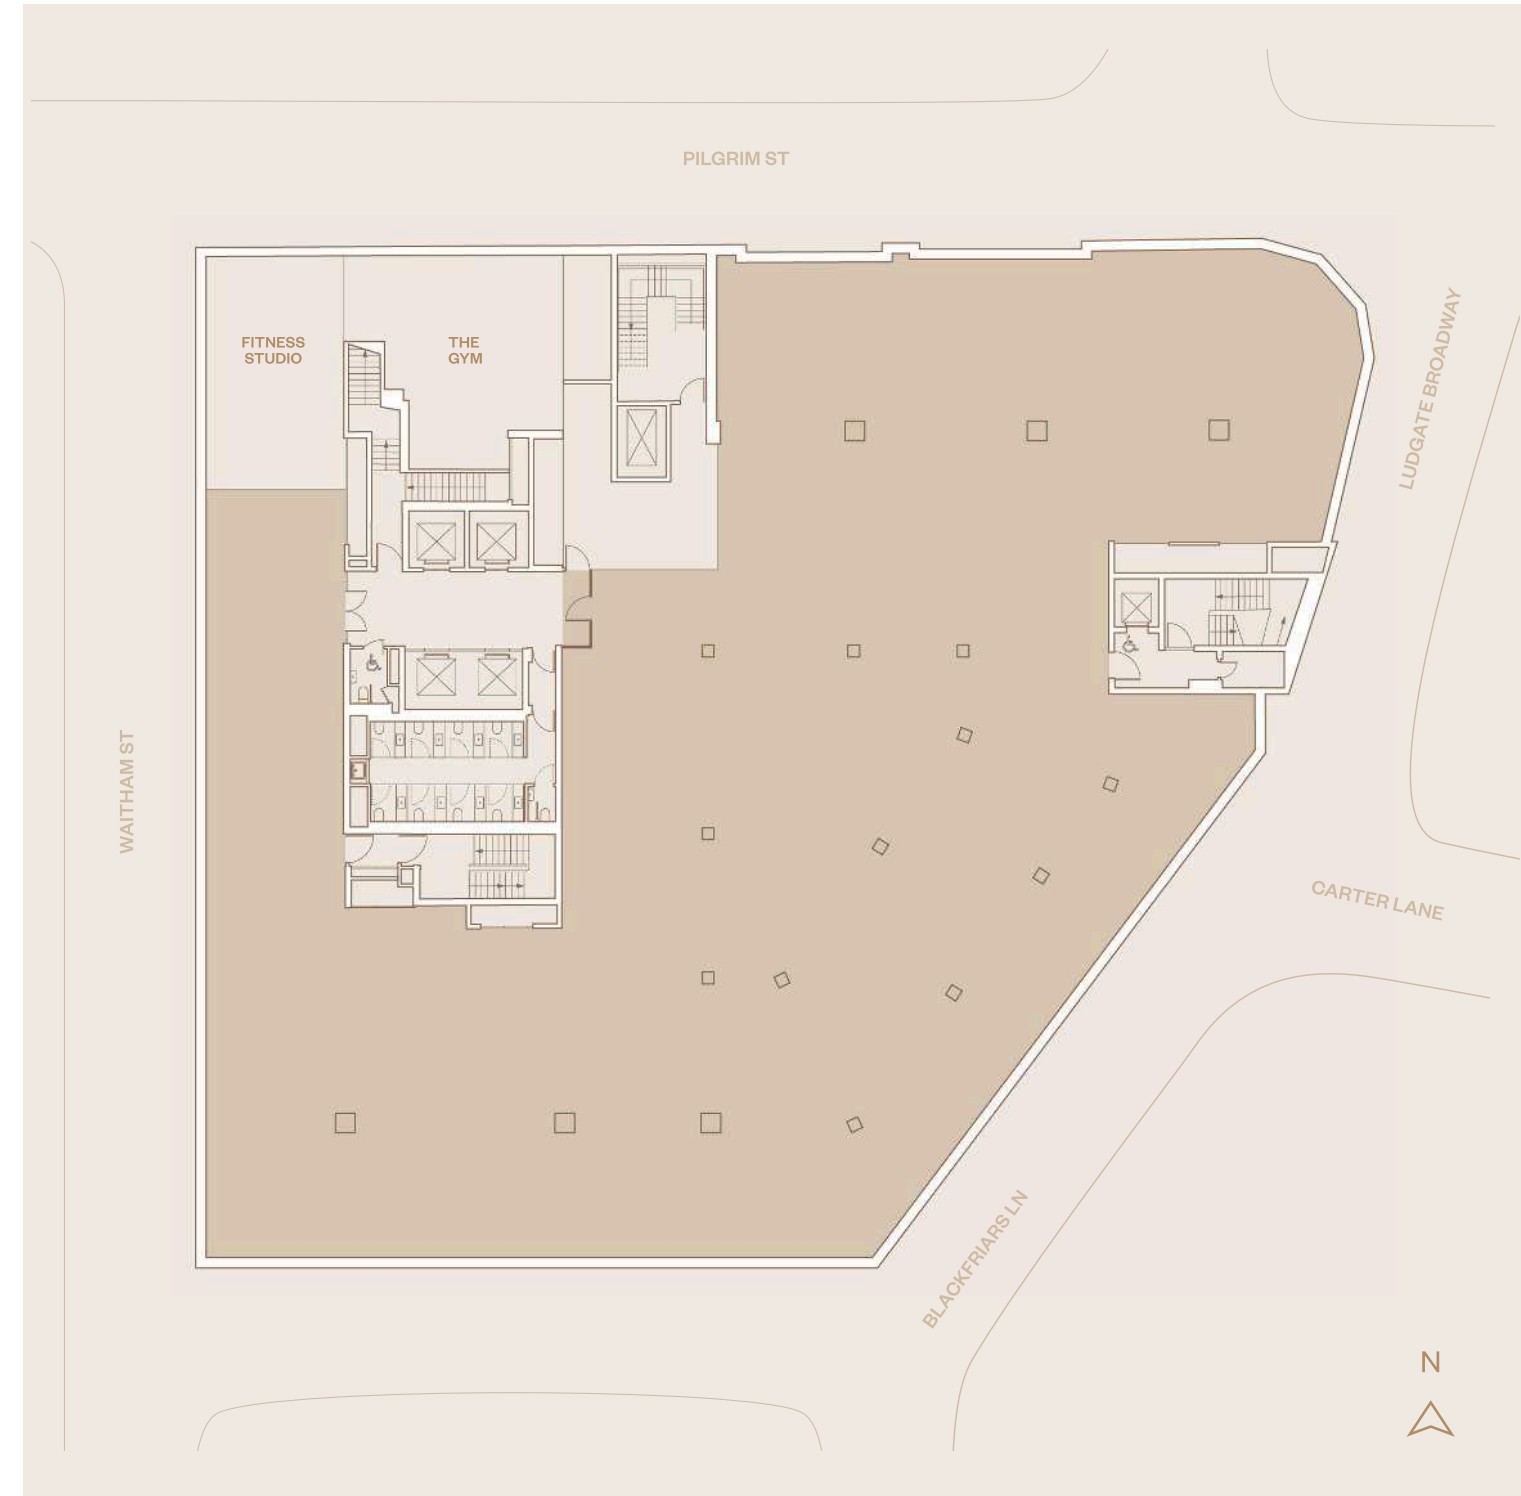 PILGRIM ST
FITNESS
STUDIO
THE
GYM
LUDGATE BROADWAY
WAITHAM ST
CARTER LANE
BLACKFRIARS LN
N